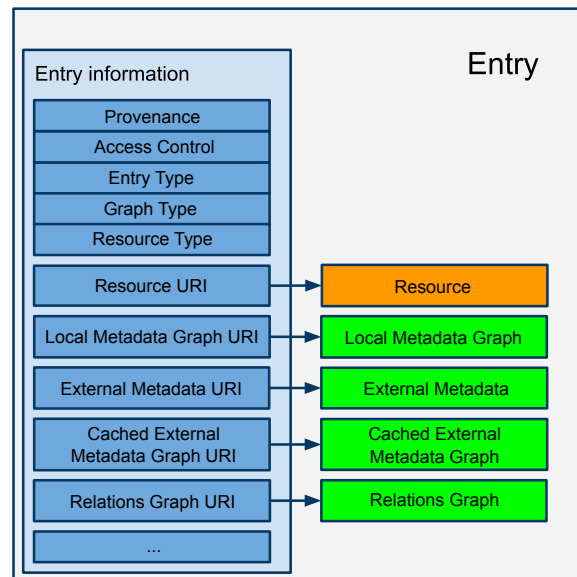 Entry
Entry information
Provenance
Access Control
Entry Type
Graph Type
Resource Type
Resource URI
Resource
Local Metadata Graph URI
Local Metadata Graph
External Metadata URI
External Metadata
Cached External
Metadata Graph URI
Cached External
Metadata Graph
Relations Graph URI
Relations Graph
...